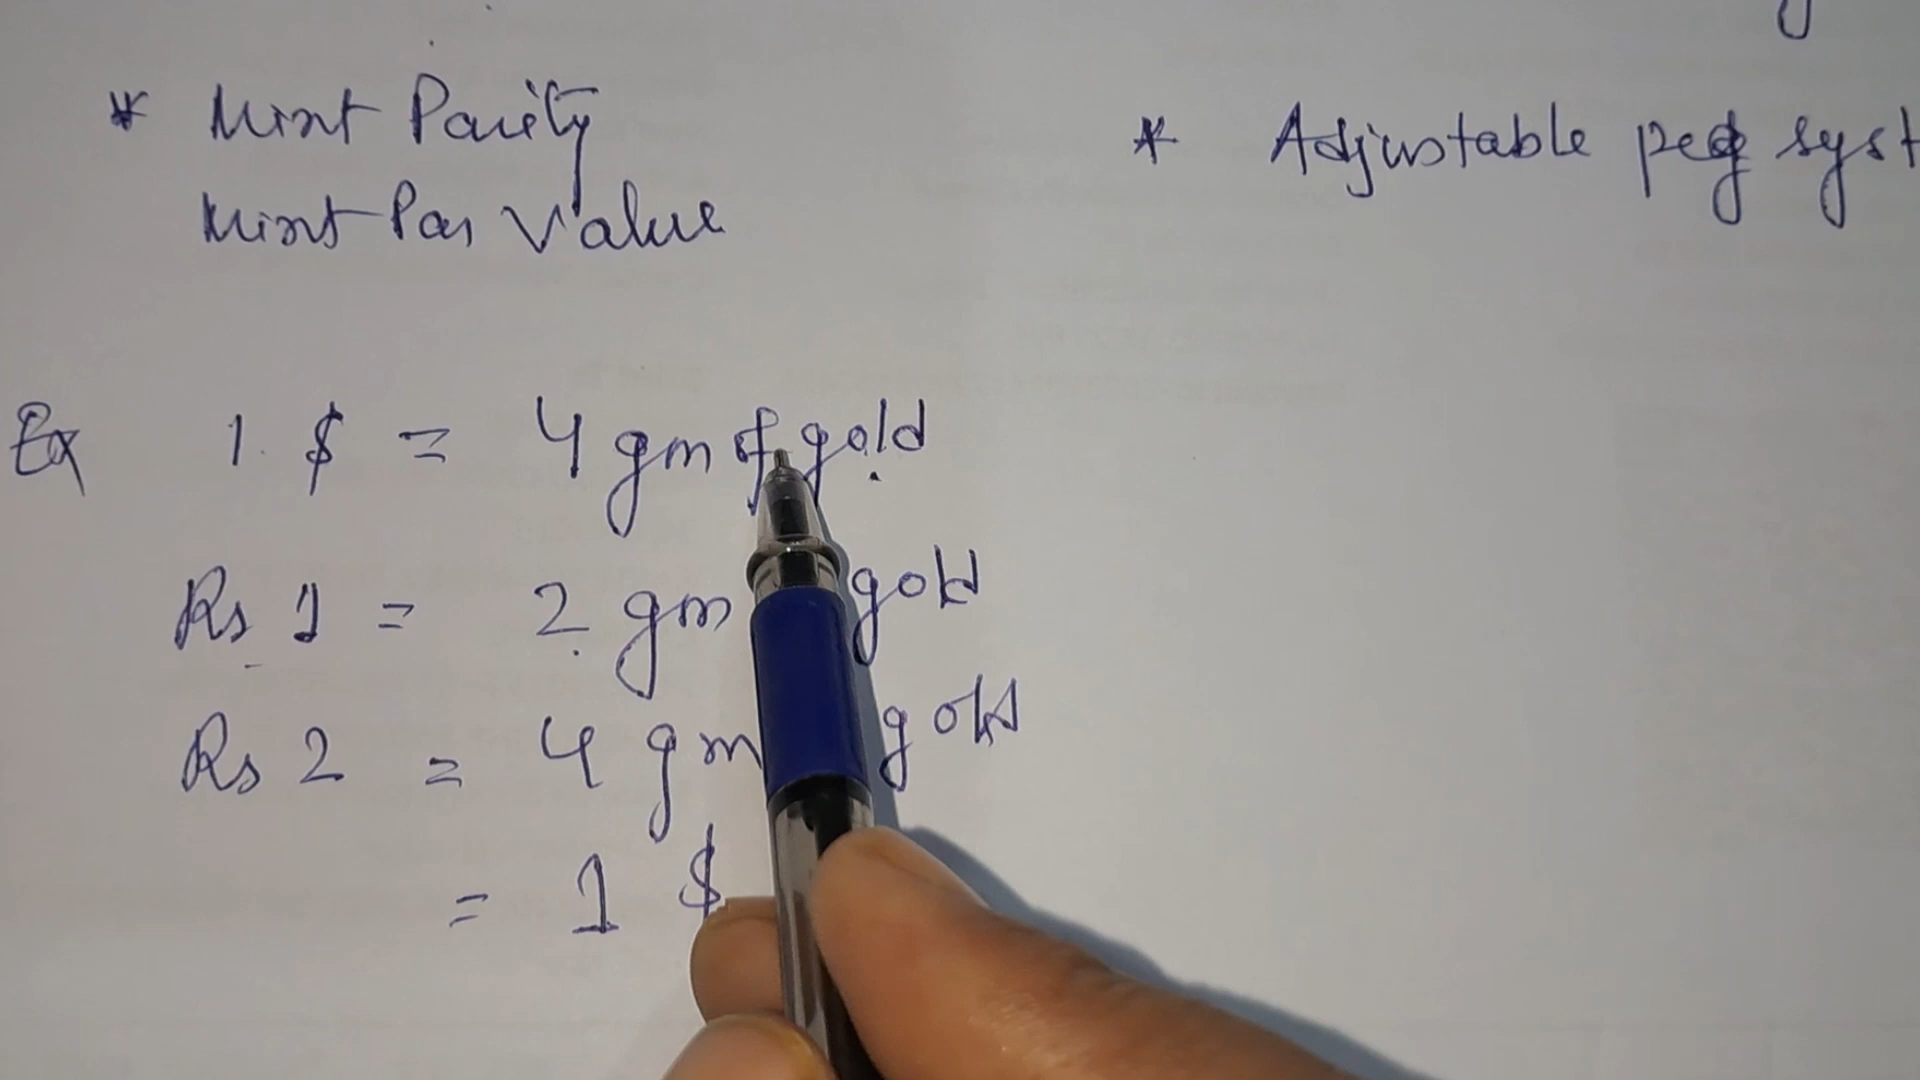 * Mint Parity
Mint Par Value
* Adjustable peg syst
Ex 1 $ = 4 gm of gold
Rs 1 = 2 gm gold
Rs 2 = 4 gm gold
= 1 $